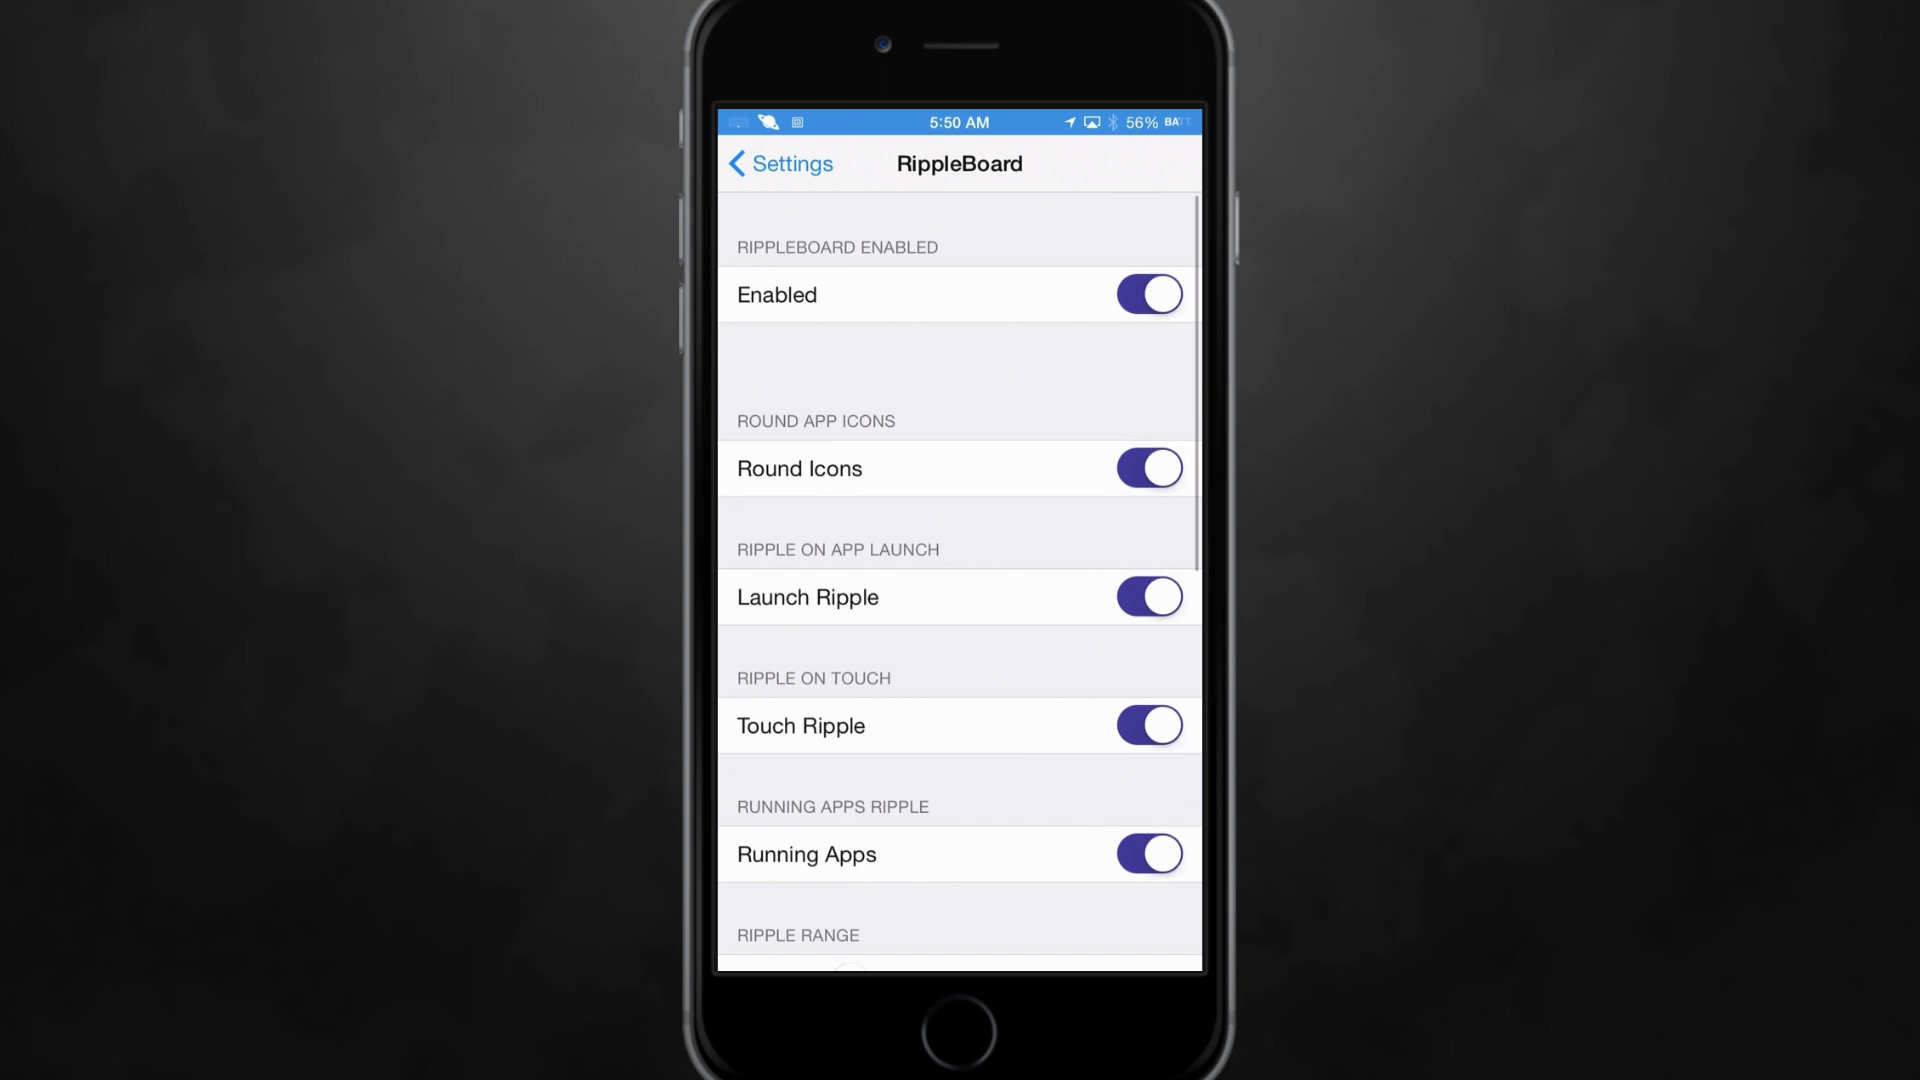 5:50 AM 56% BATT.
Settings RippleBoard
RIPPLEBOARD ENABLED
Enabled
ROUND APP ICONS
Round Icons
RIPPLE ON APP LAUNCH
Launch Ripple
RIPPLE ON TOUCH
Touch Ripple
RUNNING APPS RIPPLE
Running Apps
RIPPLE RANGE